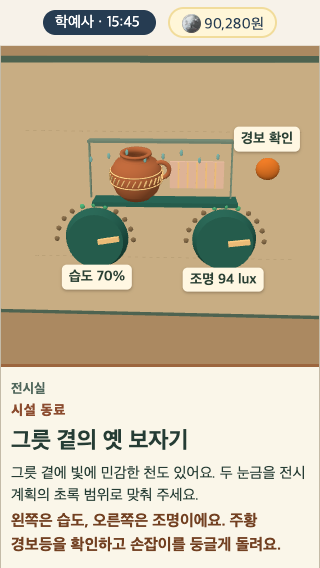 학예사 · 15:45
90,280원
경보 확인
습도 70%
조명 94 lux
전시실
시설 동료
그릇 곁의 옛 보자기
그릇 곁에 빛에 민감한 천도 있어요. 두 눈금을 전시
계획의 초록 범위로 맞춰 주세요.
왼쪽은 습도, 오른쪽은 조명이에요. 주황
경보등을 확인하고 손잡이를 둥글게 돌려요.